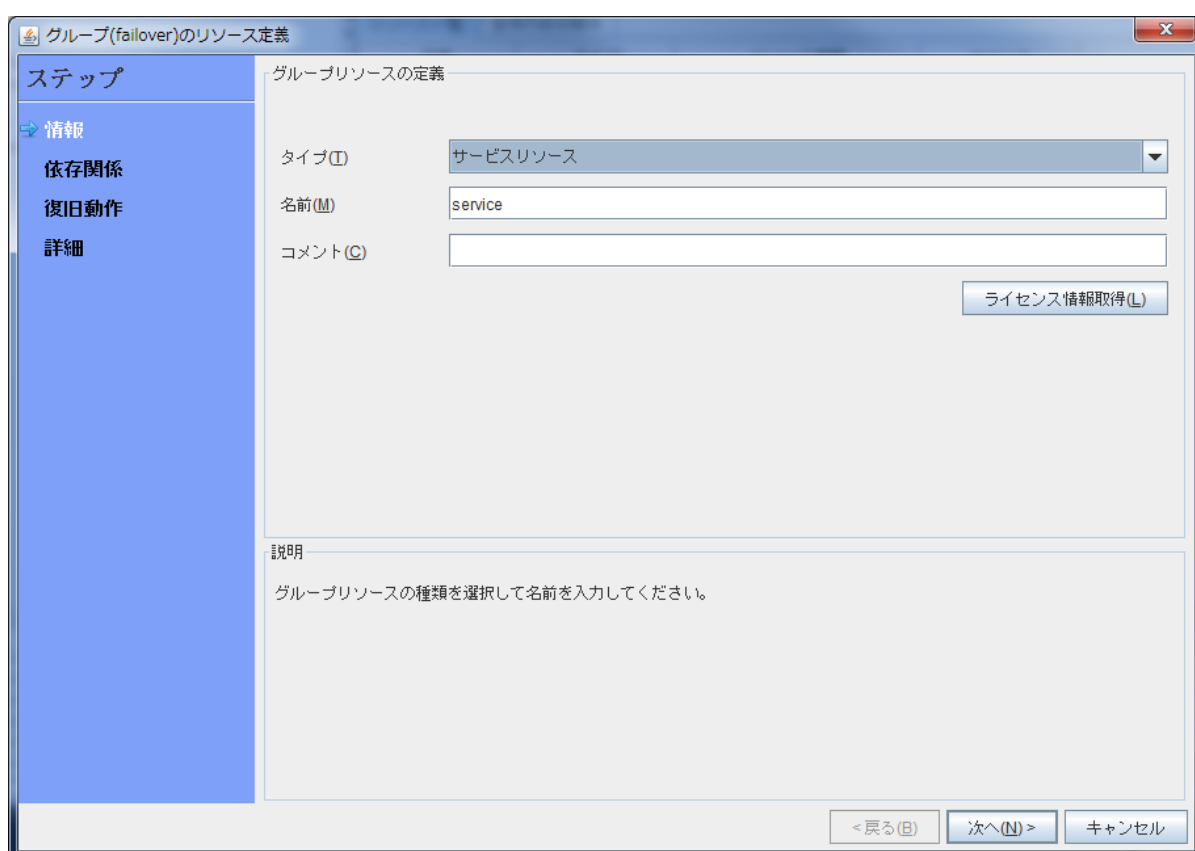 グループ(failover)のリソース定義
ステップ
情報
依存関係
復旧動作
詳細
グループリソースの定義
タイプ(T)
サービスリソース
名前(M)
service
コメント(C)
ライセンス情報取得(L)
説明
グループリソースの種類を選択して名前を入力してください。
<戻る(B)
次へ(N)>
キャンセル